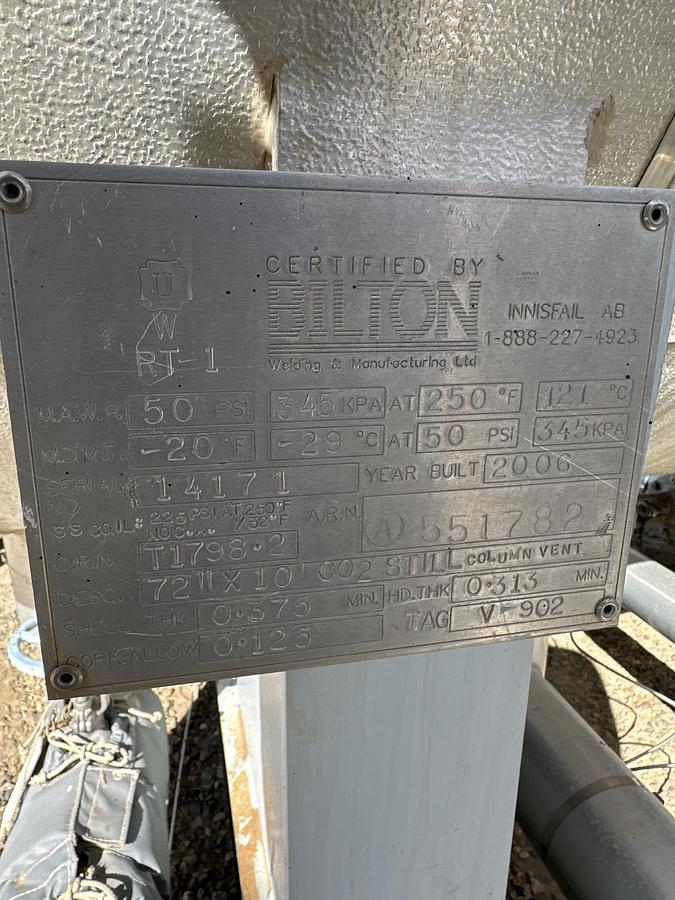 U
W
RT-1
CERTIFIED BY
BILTON
Welding & Manufacturing Ltd
INNISFAIL AB
1-888-227-4923
M.A.W.P. 50 PSI 345 KPA AT 250 °F 121 °C
M.D.M.T. -20 °F -29 °C AT 50 PSI 345 KPA
SERIAL NO 14171 YEAR BUILT 2006
SS COIL: 225 PSI AT 250°F
NO C.A. /32°F A.R.N. (A) 551782
C.R.N. T1798.2
DESC. 72" X 10' CO2 STILL COLUMN VENT
SHELL THK 0.375 MIN. HD.THK 0.313 MIN.
CORR.ALLOW 0.125 TAG V-902